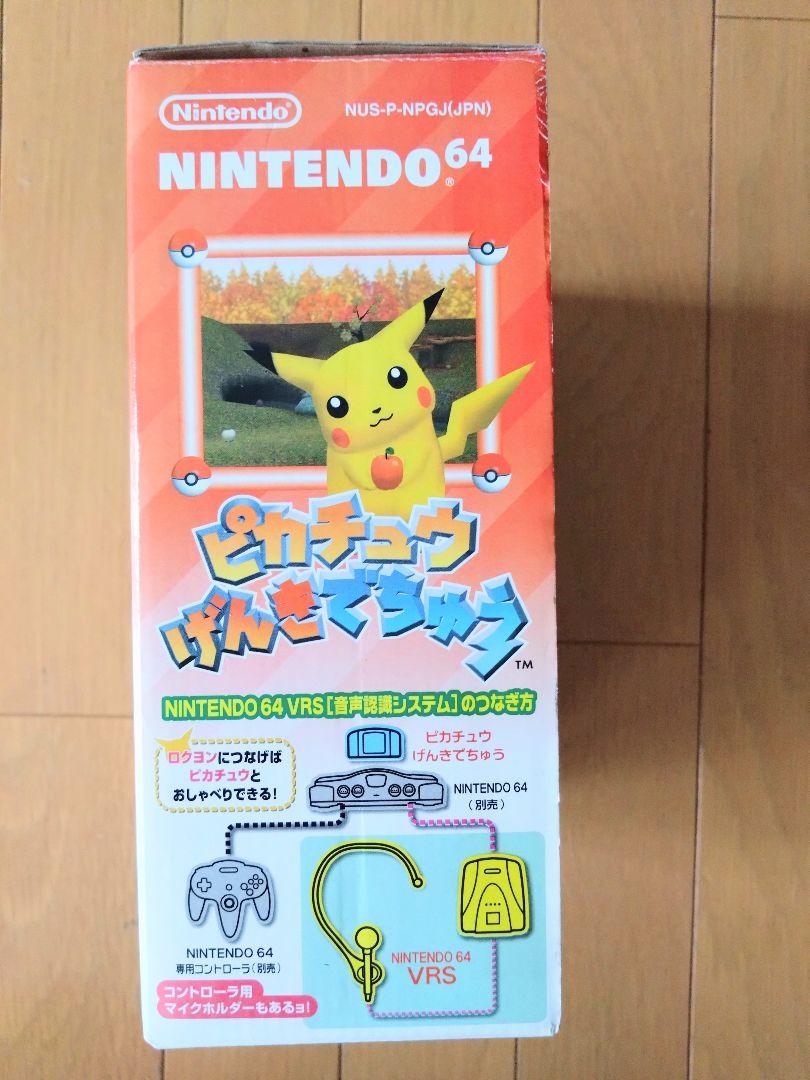 Nintendo®
NUS-P-NPGJ(JPN)
NINTENDO64®
ピカチュウ
げんきでちゅう
TM
NINTENDO 64 VRS[音声認識システム]のつなぎ方
ロクヨンにつなげば
ピカチュウと
おしゃべりできる!
ピカチュウ
げんきでちゅう
NINTENDO 64
(別売)
NINTENDO 64
専用コントローラ(別売)
NINTENDO 64
VRS
コントローラ用
マイクホルダーもあるョ!